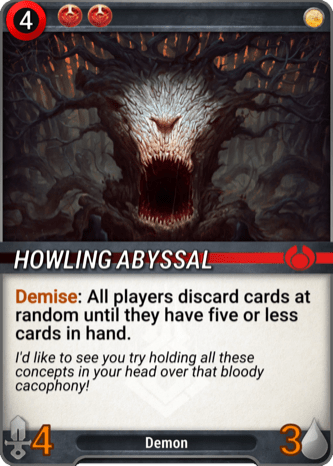 4
HOWLING ABYSSAL
Demise: All players discard cards at
random until they have five or less
cards in hand.
I'd like to see you try holding all these
concepts in your head over that bloody
cacophony!
4 Demon 3